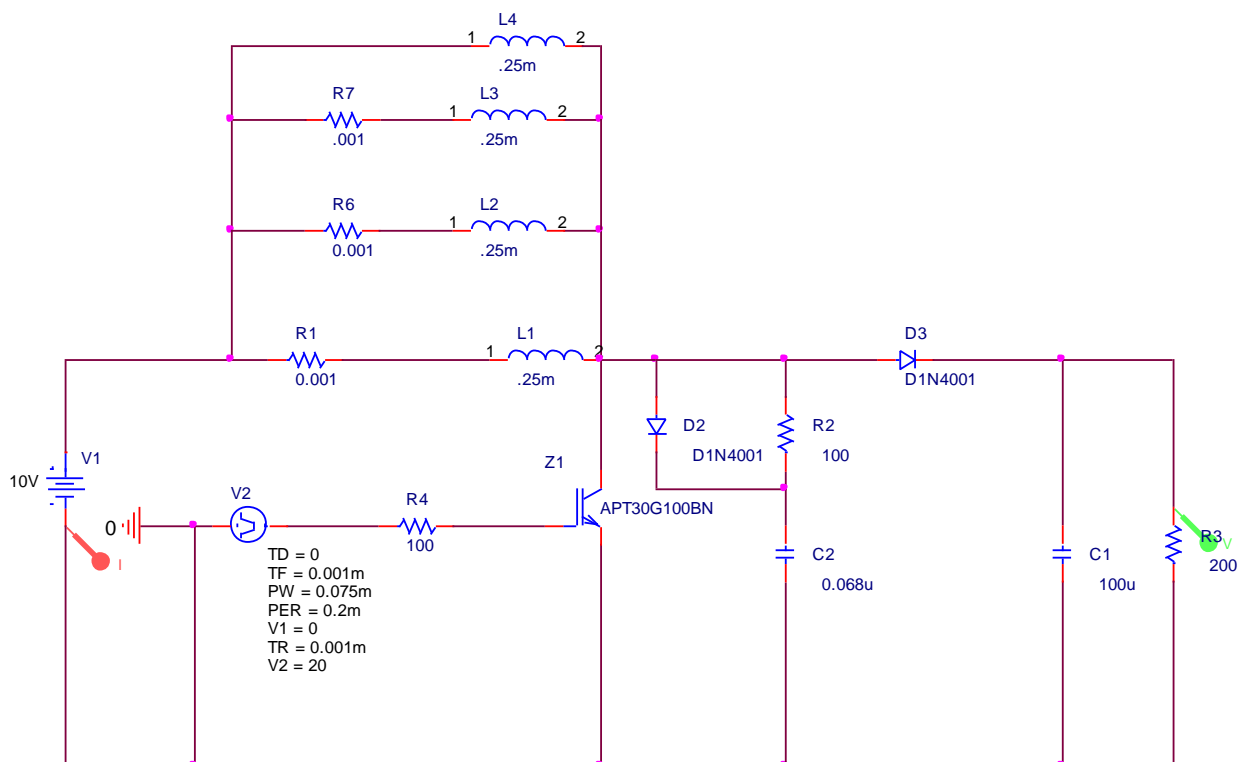 L4
1 2
.25m
R7 L3
1 2
.001 .25m
R6 L2
1 2
0.001 .25m
R1 L1 D3
1 2
0.001 .25m D1N4001
D2 R2
V1 D1N4001 100
10V Z1
V2 R4 APT30G100BN
0 V R3
100 C2 C1 200
I
TD = 0
TF = 0.001m
0.068u 100u
PW = 0.075m
PER = 0.2m
V1 = 0
TR = 0.001m
V2 = 20